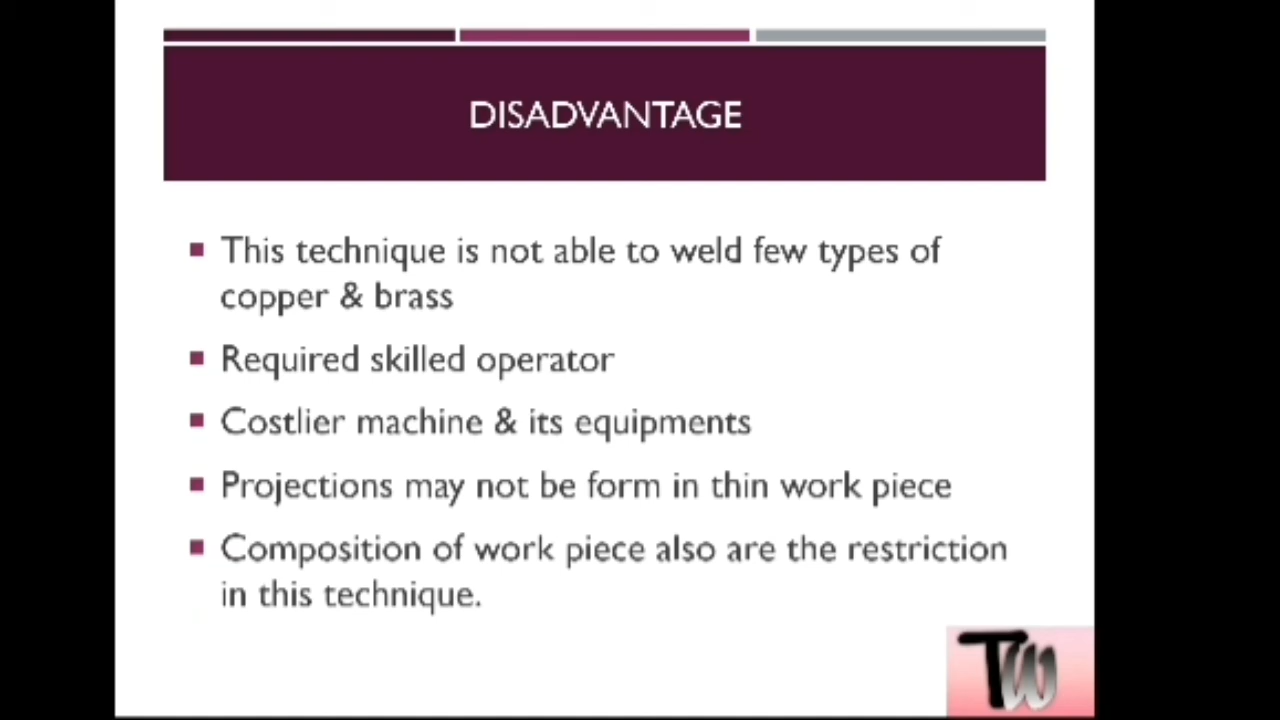 DISADVANTAGE
This technique is not able to weld few types of
copper & brass
Required skilled operator
Costlier machine & its equipments
Projections may not be form in thin work piece
Composition of work piece also are the restriction
in this technique.
TW